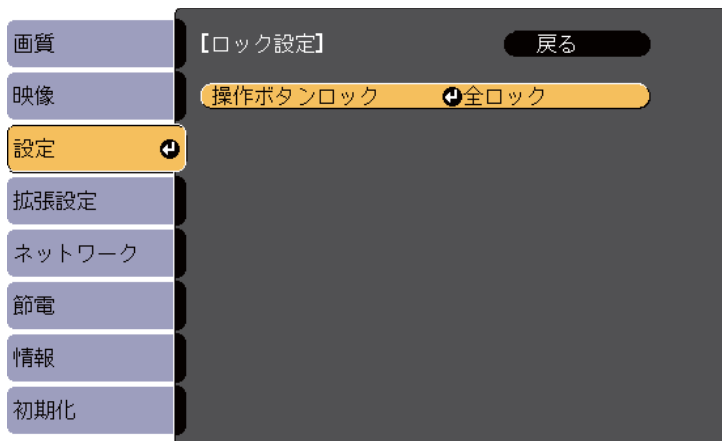 画質
映像
設定
拡張設定
ネットワーク
節電
情報
初期化
【ロック設定】
戻る
操作ボタンロック 全ロック